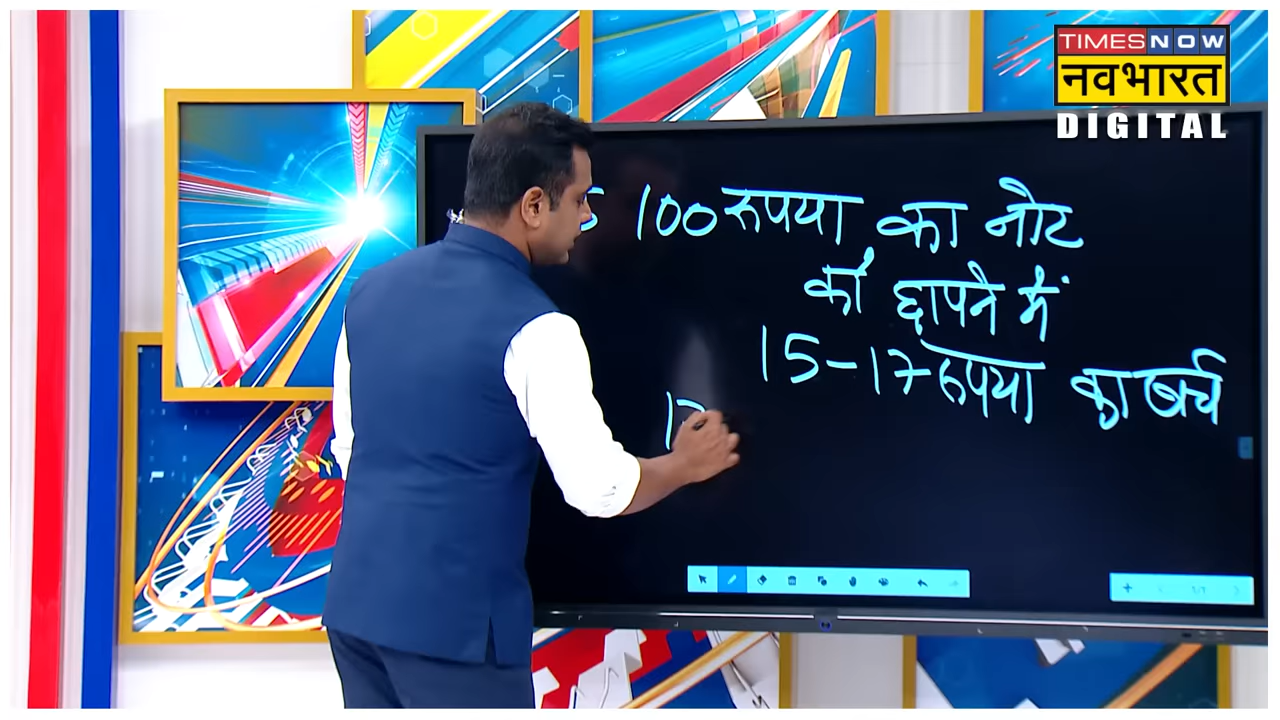 TIMES NOW
नवभारत
DIGITAL
100 रुपया का नोट
को छापने में
15-17 रुपया का खर्च